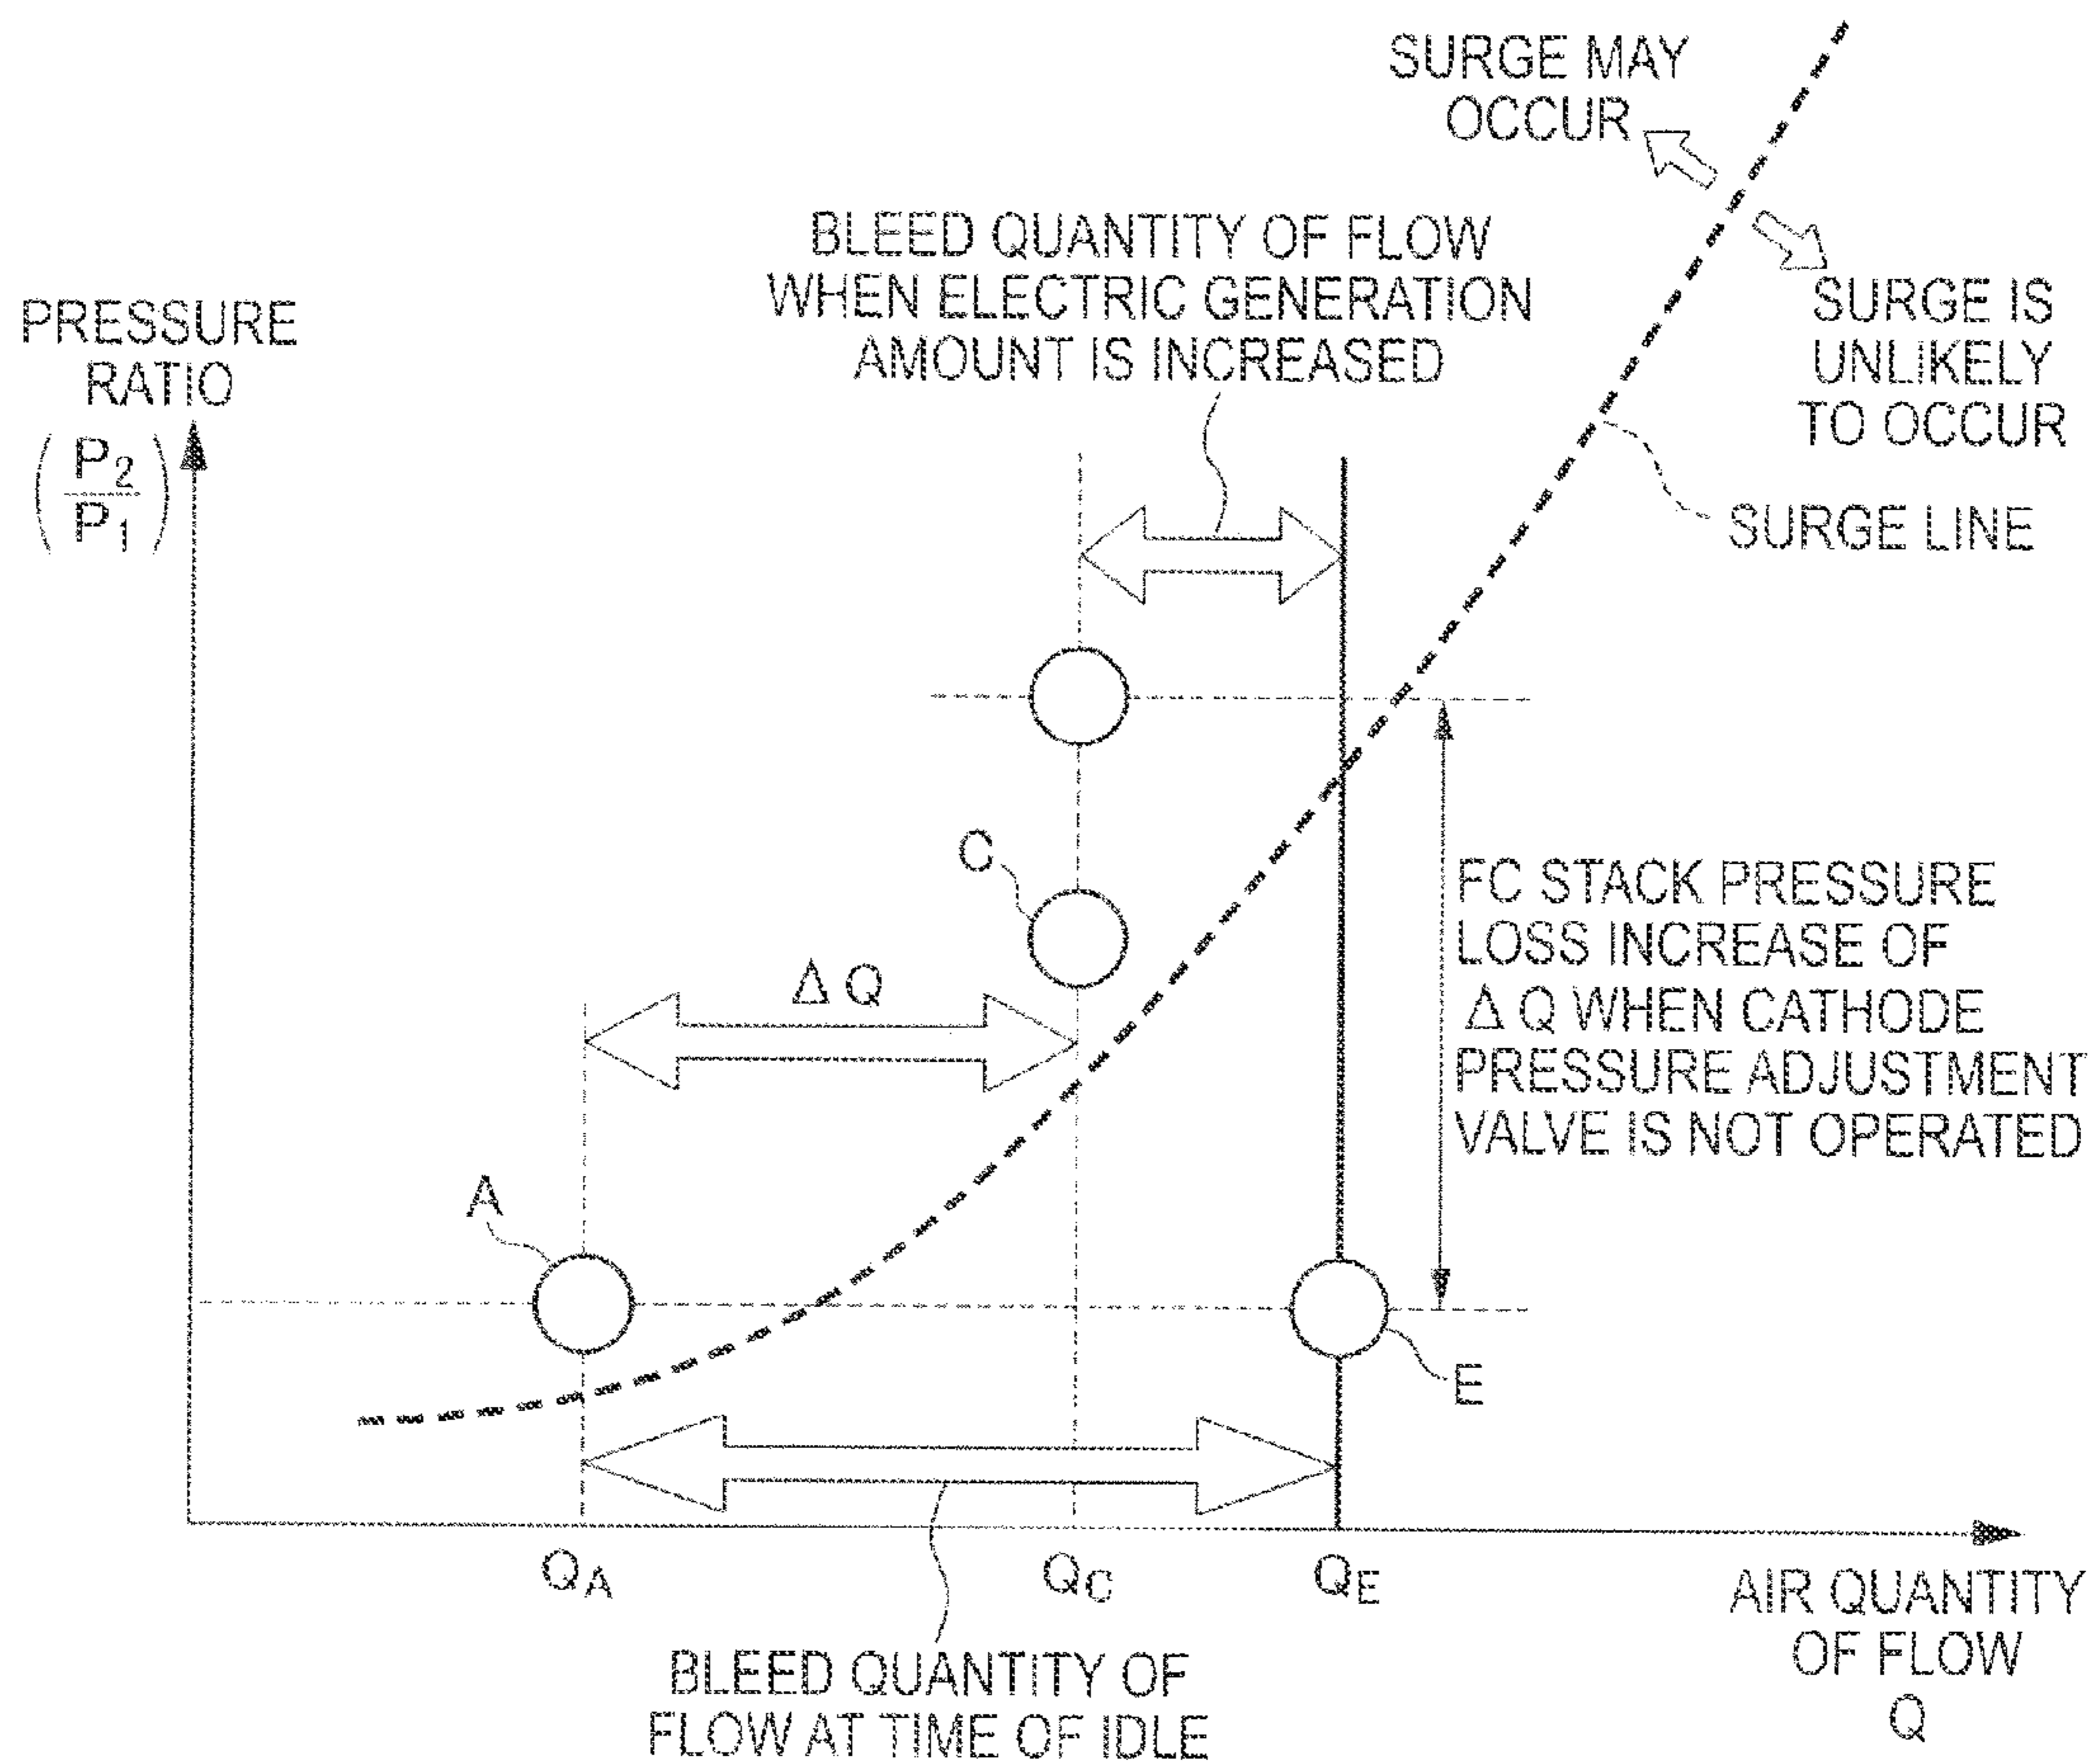 SURGE MAY
OCCUR
BLEED QUANTITY OF FLOW
WHEN ELECTRIC GENERATION
AMOUNT IS INCREASED
SURGE IS
UNLIKELY
TO OCCUR
PRESSURE
RATIO
(P2/P1)
SURGE LINE
C
FC STACK PRESSURE
LOSS INCREASE OF
ΔQ WHEN CATHODE
PRESSURE ADJUSTMENT
VALVE IS NOT OPERATED
ΔQ
A
E
QA
QC
QE
AIR QUANTITY
OF FLOW
Q
BLEED QUANTITY OF
FLOW AT TIME OF IDLE